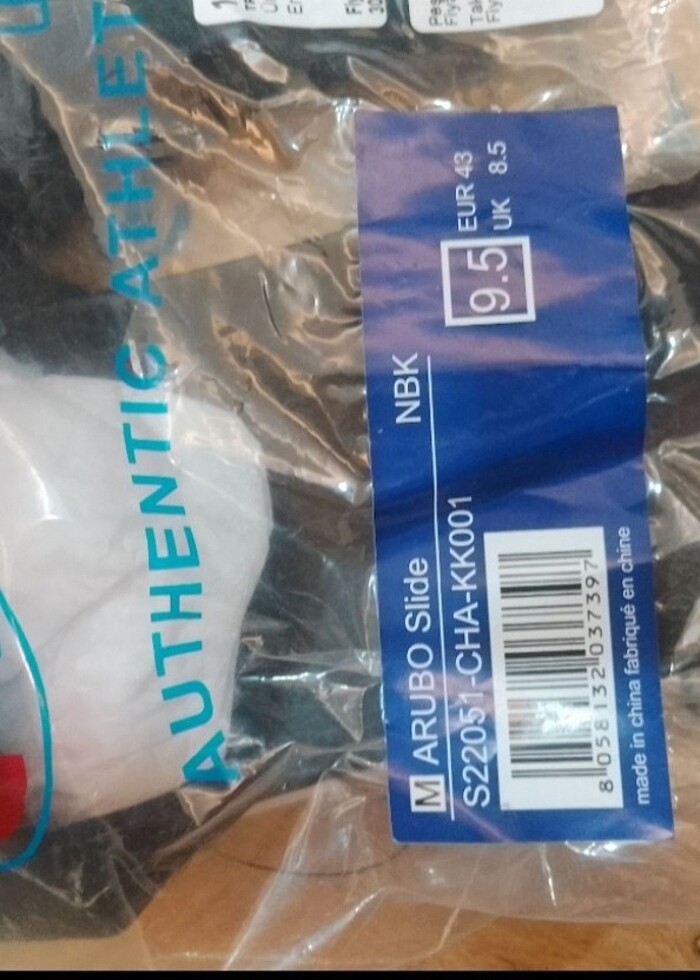 AUTHENTIC ATHLET
M ARUBO Slide NBK
S22051-CHA-KK001
9.5 EUR 43
UK 8.5
8 058132 037397
made in china fabriqué en chine